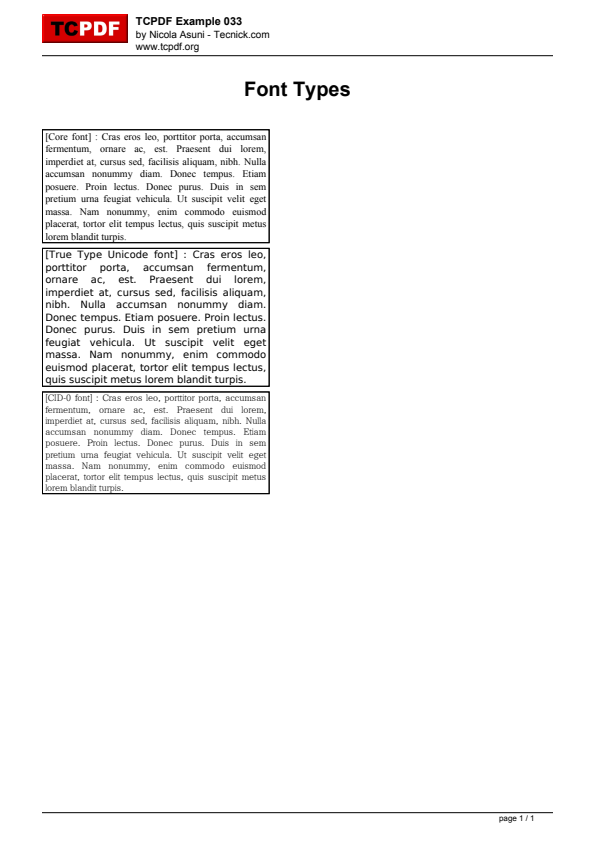 TCPDF
TCPDF Example 033
by Nicola Asuni - Tecnick.com
www.tcpdf.org
Font Types
[Core font] : Cras eros leo, porttitor porta, accumsan
fermentum, ornare ac, est. Praesent dui lorem,
imperdiet at, cursus sed, facilisis aliquam, nibh. Nulla
accumsan nonummy diam. Donec tempus. Etiam
posuere. Proin lectus. Donec purus. Duis in sem
pretium urna feugiat vehicula. Ut suscipit velit eget
massa. Nam nonummy, enim commodo euismod
placerat, tortor elit tempus lectus, quis suscipit metus
lorem blandit turpis.
[True Type Unicode font] : Cras eros leo,
porttitor porta, accumsan fermentum,
ornare ac, est. Praesent dui lorem,
imperdiet at, cursus sed, facilisis aliquam,
nibh. Nulla accumsan nonummy diam.
Donec tempus. Etiam posuere. Proin lectus.
Donec purus. Duis in sem pretium urna
feugiat vehicula. Ut suscipit velit eget
massa. Nam nonummy, enim commodo
euismod placerat, tortor elit tempus lectus,
quis suscipit metus lorem blandit turpis.
[CID-0 font] : Cras eros leo, porttitor porta, accumsan
fermentum, ornare ac, est. Praesent dui lorem,
imperdiet at, cursus sed, facilisis aliquam, nibh. Nulla
accumsan nonummy diam. Donec tempus. Etiam
posuere. Proin lectus. Donec purus. Duis in sem
pretium urna feugiat vehicula. Ut suscipit velit eget
massa. Nam nonummy, enim commodo euismod
placerat, tortor elit tempus lectus, quis suscipit metus
lorem blandit turpis.
page 1 / 1